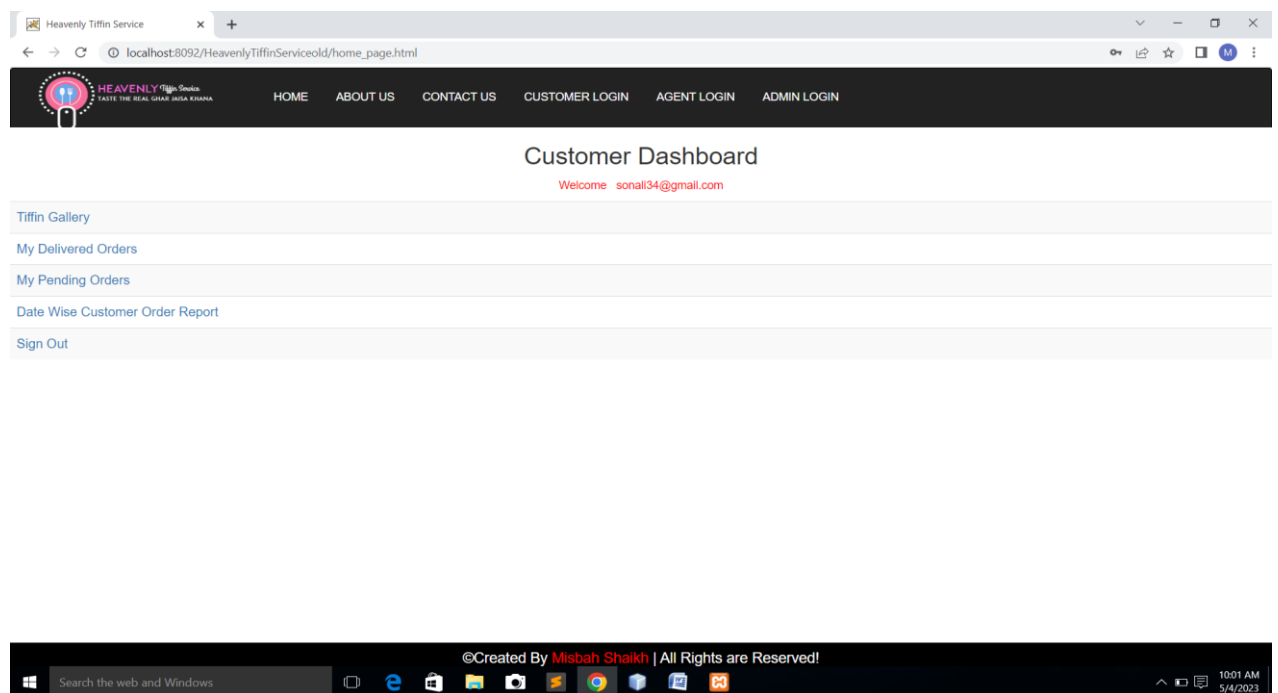 Heavenly Tiffin Service
localhost:8092/HeavenlyTiffinServiceold/home_page.html
M
HEAVENLY Tiffin Service
TASTE THE REAL GHAR JAISA KHANA
HOME ABOUT US CONTACT US CUSTOMER LOGIN AGENT LOGIN ADMIN LOGIN
Customer Dashboard
Welcome sonali34@gmail.com
Tiffin Gallery
My Delivered Orders
My Pending Orders
Date Wise Customer Order Report
Sign Out
©Created By Misbah Shaikh | All Rights are Reserved!
Search the web and Windows
10:01 AM
5/4/2023